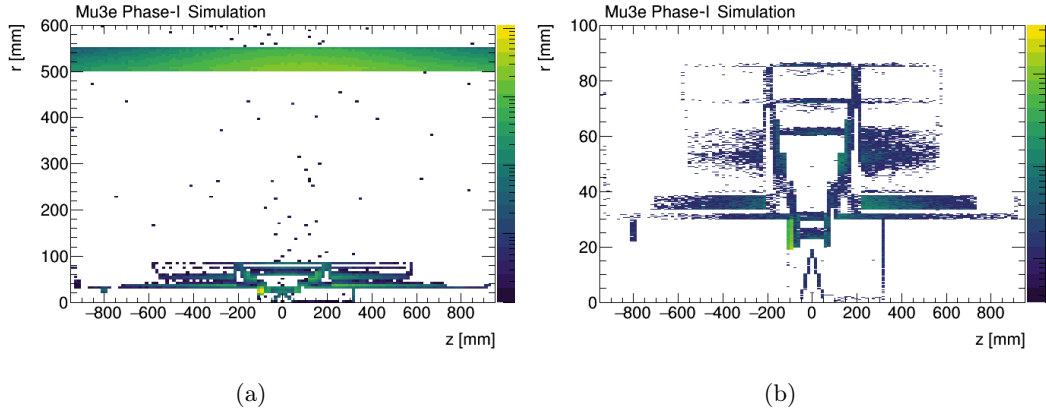 Mu3e Phase-I Simulation
r [mm]
600
500
400
300
200
100
0
−800 −600 −400 −200 0 200 400 600 800
z [mm]
(a)
Mu3e Phase-I Simulation
r [mm]
100
80
60
40
20
0
−800 −600 −400 −200 0 200 400 600 800
z [mm]
(b)